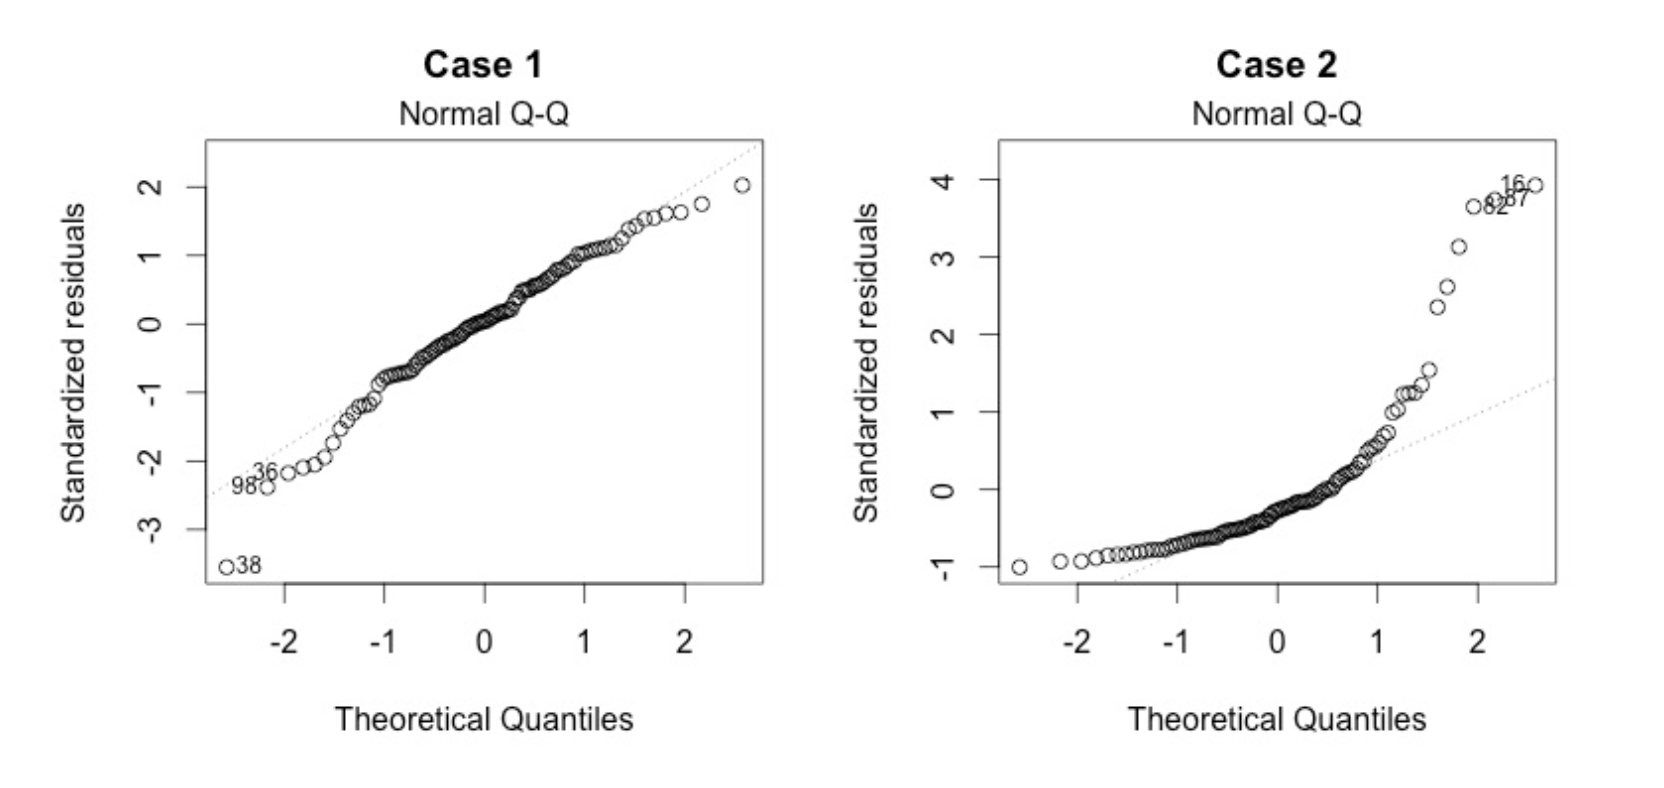 Case 1
Normal Q-Q
Standardized residuals
2
1
0
-1
-2
-3
36
98
38
-2 -1 0 1 2
Theoretical Quantiles
Case 2
Normal Q-Q
Standardized residuals
4
3
2
1
0
-1
16
87
82
-2 -1 0 1 2
Theoretical Quantiles